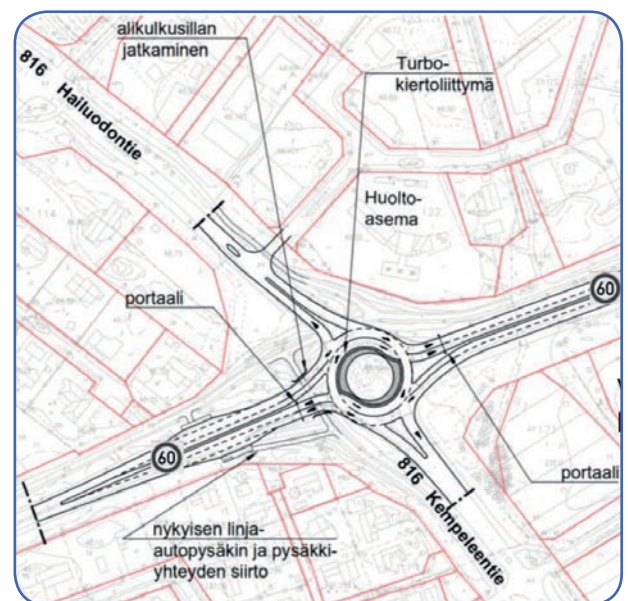 alikulkusillan
jatkaminen
816 Hailuodontie
Turbo-
kiertoliittymä
Huolto-
asema
portaali
60
60
portaali
816 Kempeleentie
nykyisen linja-
autopysäkin ja pysäkki-
yhteyden siirto